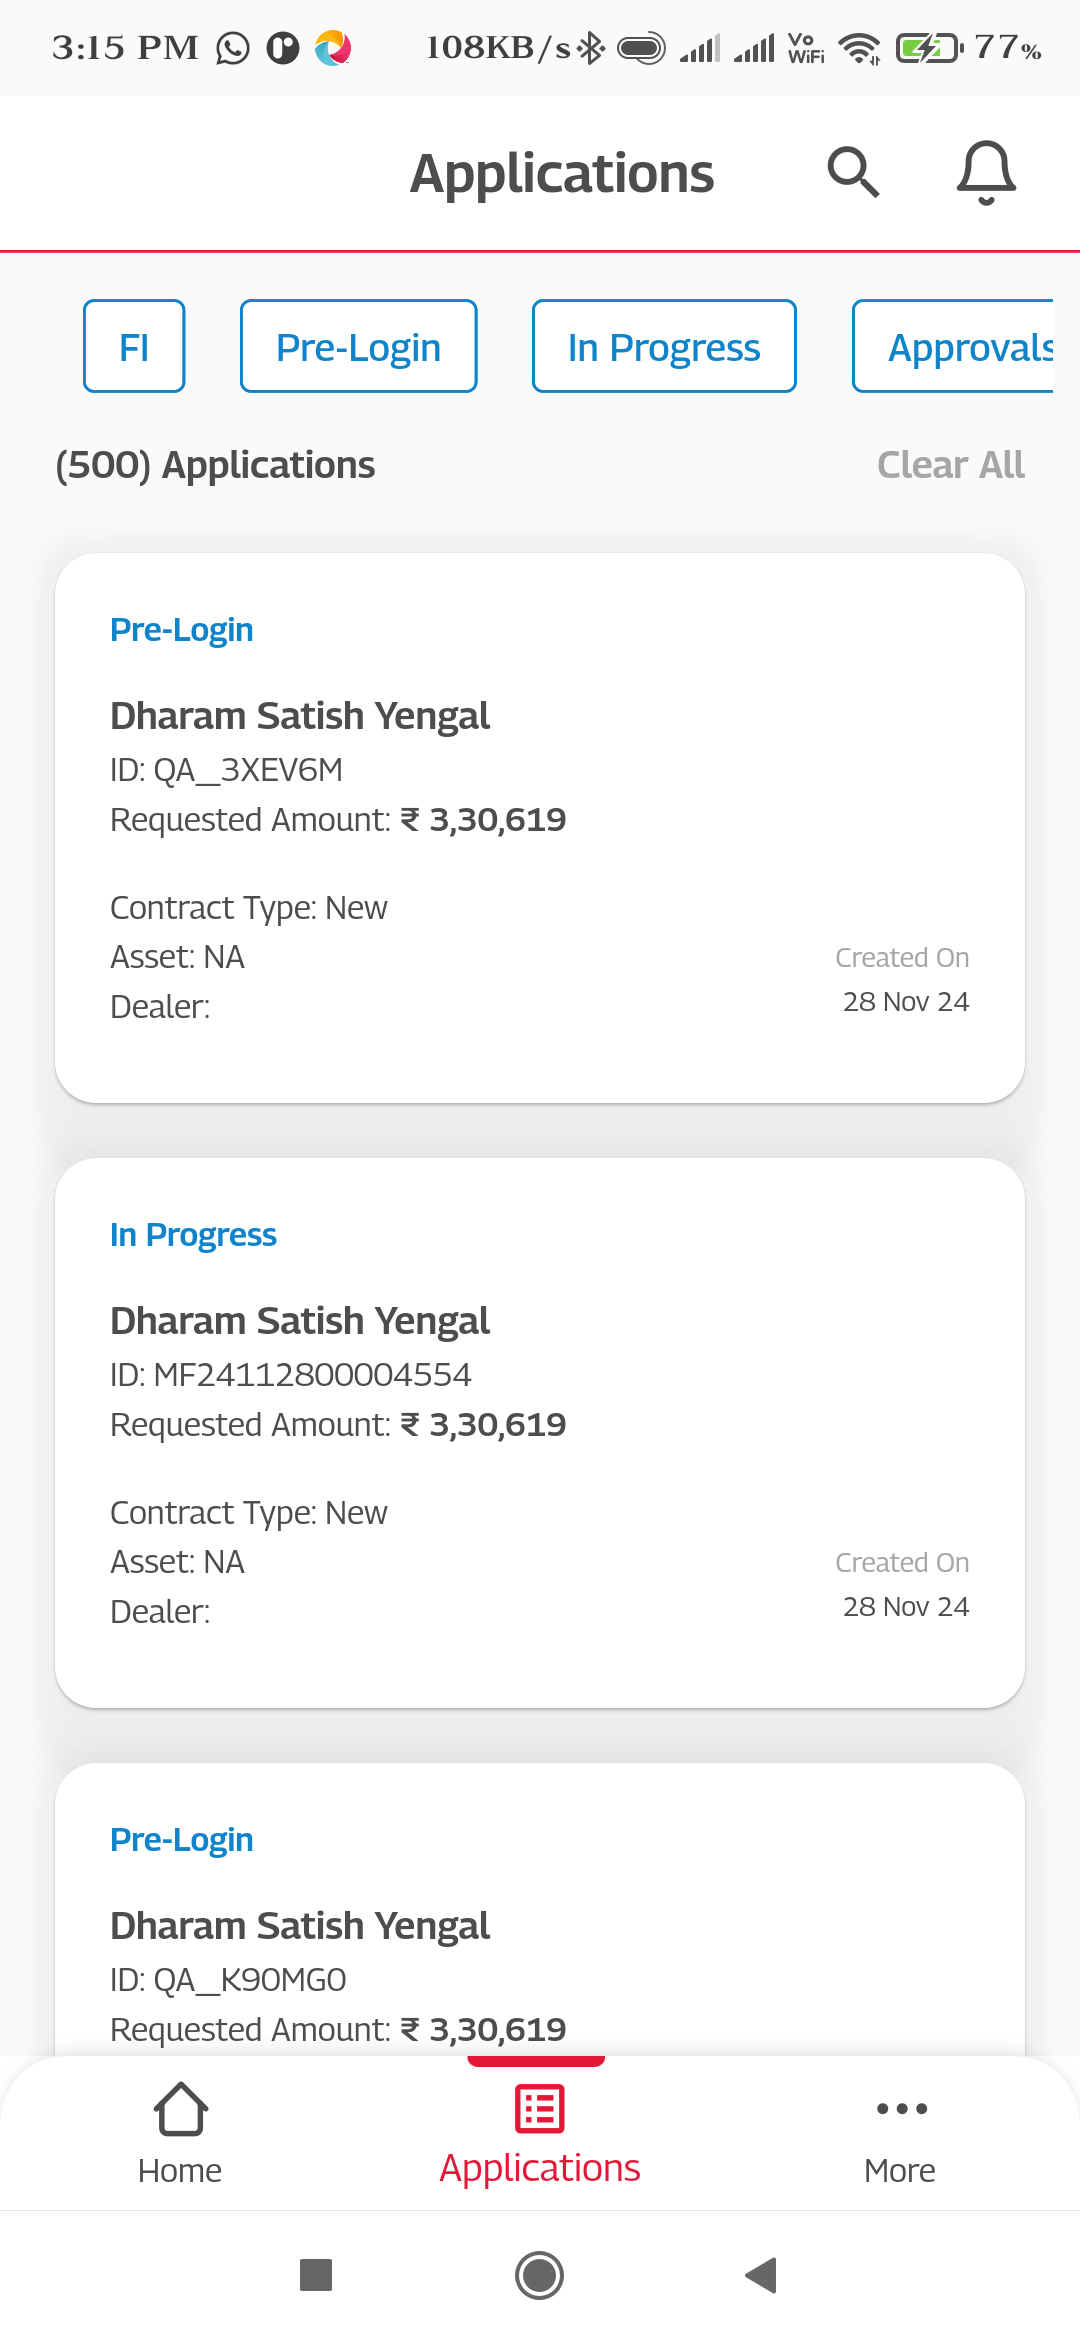 3:15 PM 108KB/s Vo WiFi 77%
Applications
FI Pre-Login In Progress Approvals
(500) Applications Clear All
Pre-Login
Dharam Satish Yengal
ID: QA_3XEV6M
Requested Amount: ₹ 3,30,619
Contract Type: New
Asset: NA Created On
Dealer: 28 Nov 24
In Progress
Dharam Satish Yengal
ID: MF24112800004554
Requested Amount: ₹ 3,30,619
Contract Type: New
Asset: NA Created On
Dealer: 28 Nov 24
Pre-Login
Dharam Satish Yengal
ID: QA_K90MG0
Requested Amount: ₹ 3,30,619
Home Applications More